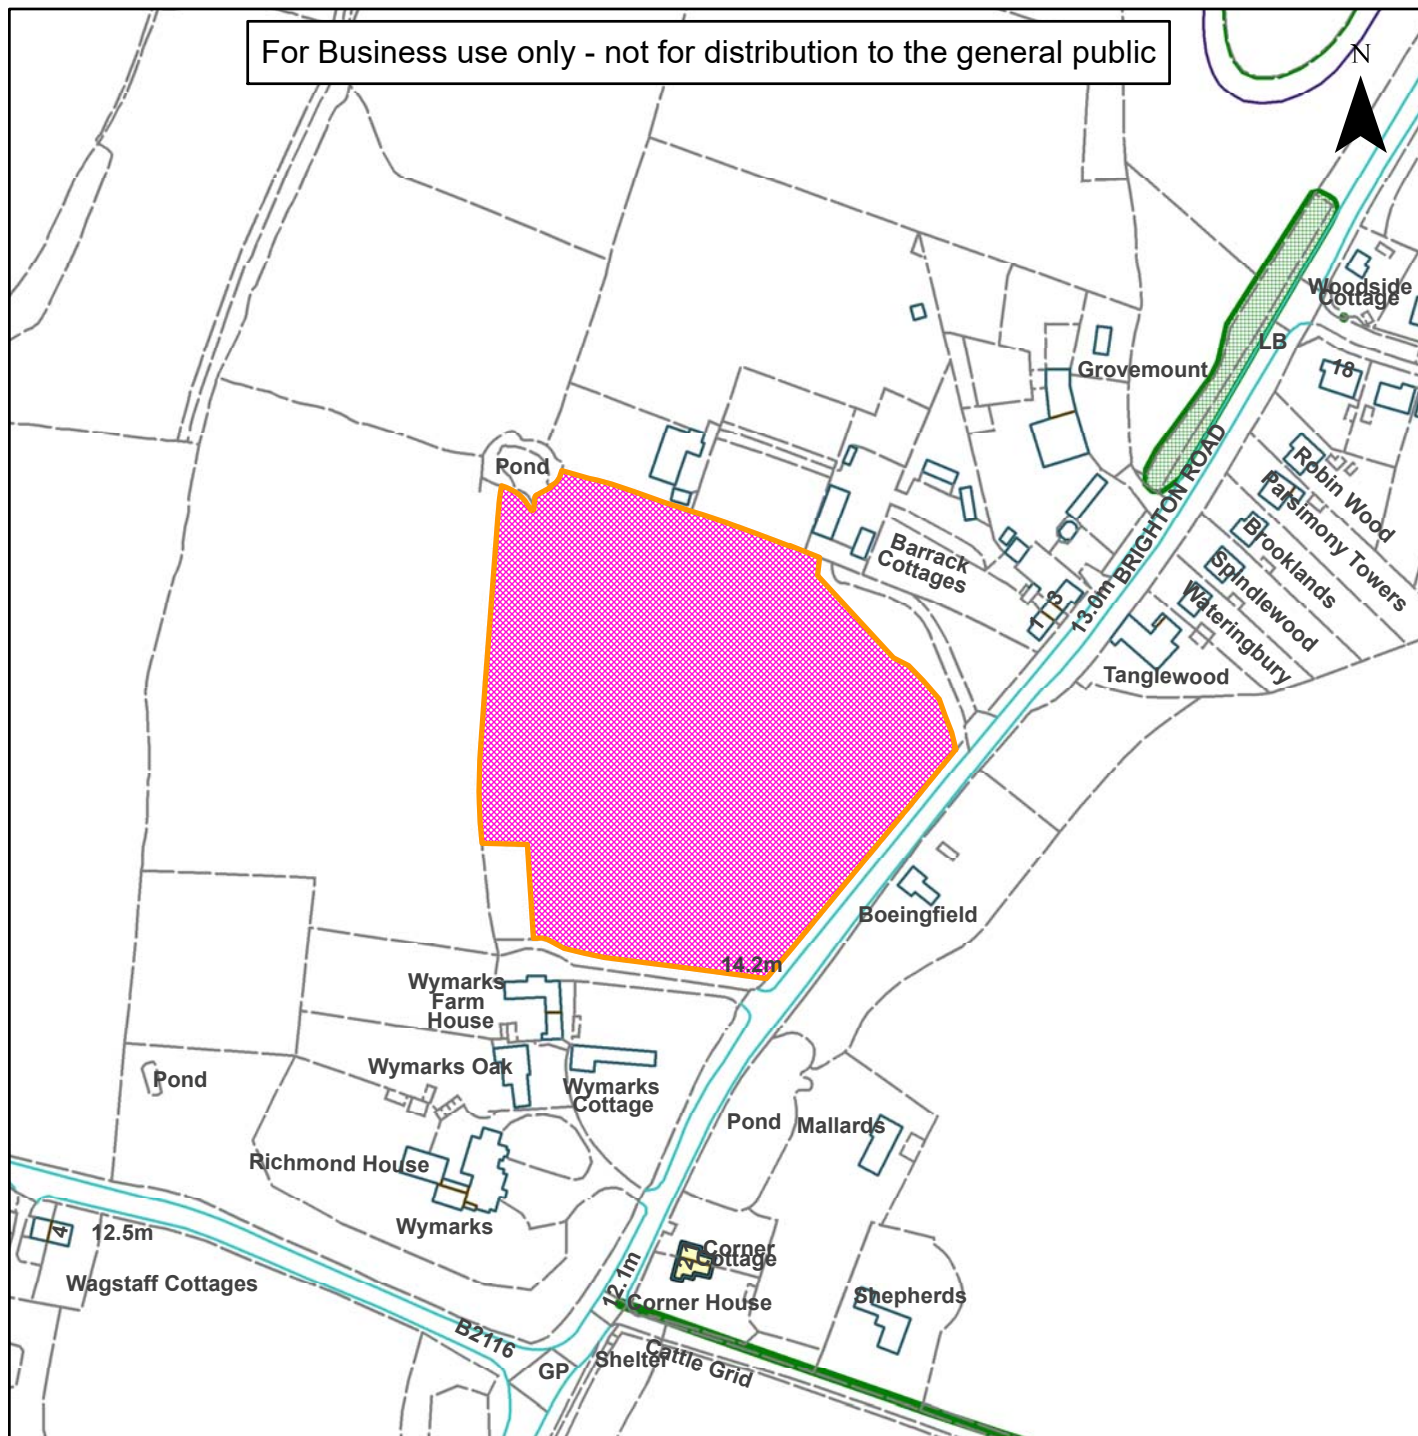 For Business use only - not for distribution to the general public
N
Woodside
Cottage
LB
18
Grovemount
Pond
BRIGHTON ROAD
Robin Wood
Parsimony Towers
Brooklands
Spindlewood
Wateringbury
Barrack
Cottages
1
3
13.0m
Tanglewood
Boeingfield
14.2m
Wymarks
Farm
House
Wymarks Oak
Wymarks
Cottage
Pond
Pond
Mallards
Richmond House
Wymarks
4
12.5m
Wagstaff Cottages
12.1m
Corner
Cottage
Corner House
Shepherds
B2116
GP
Shelter
Cattle Grid